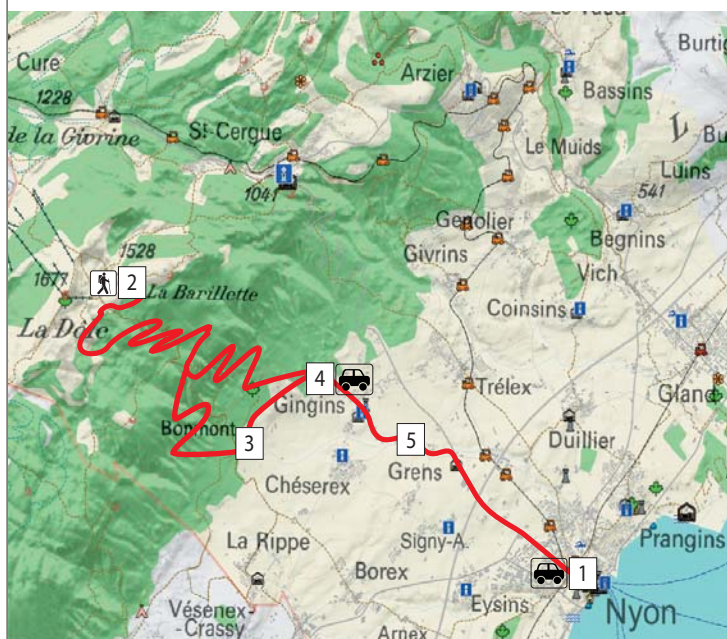 Le Vaud
Burtig
Cure
Arzier
1228
Bassins
St-Cergue
de la Givrine
L
Le Muids
Bu
Luins
1041
541
Genolier
Begnins
1528
Givrins
Vich
1677
2
La Barillette
Coinsins
La Dôle
4
Trélex
Gland
Gingins
Bonmont
5
Duillier
3
Grens
Chéserex
La Rippe
Signy-A.
Prangins
Borex
1
Vésenex
-Crassy
Eysins
Nyon
Arnex